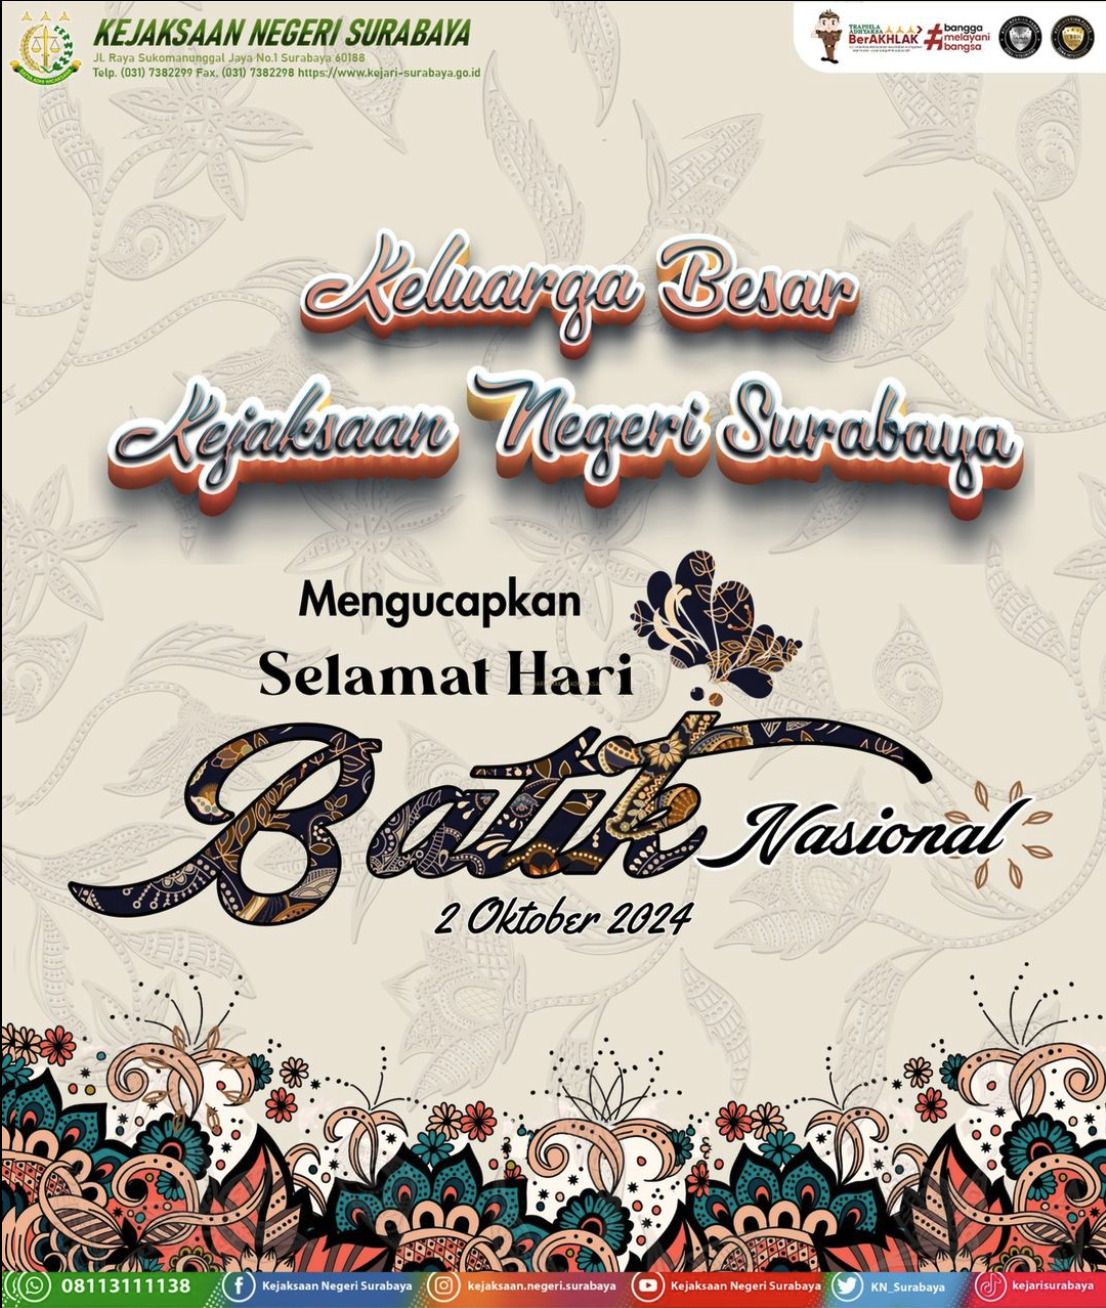 KEJAKSAAN NEGERI SURABAYA
Jl. Raya Sukomanunggal Jaya No.1 Surabaya 60188
Telp. (031) 7382299 Fax. (031) 7382298 https://www.kejari-surabaya.go.id
TRAPSILA
ADHYAKSA
BerAKHLAK
#bangga
melayani
bangsa
Keluarga Besar
Kejaksaan Negeri Surabaya
Mengucapkan
Selamat Hari
Batik Nasional
2 Oktober 2024
08113111138 Kejaksaan Negeri Surabaya kejaksaan.negeri.surabaya Kejaksaan Negeri Surabaya KN_Surabaya kejarisurabaya